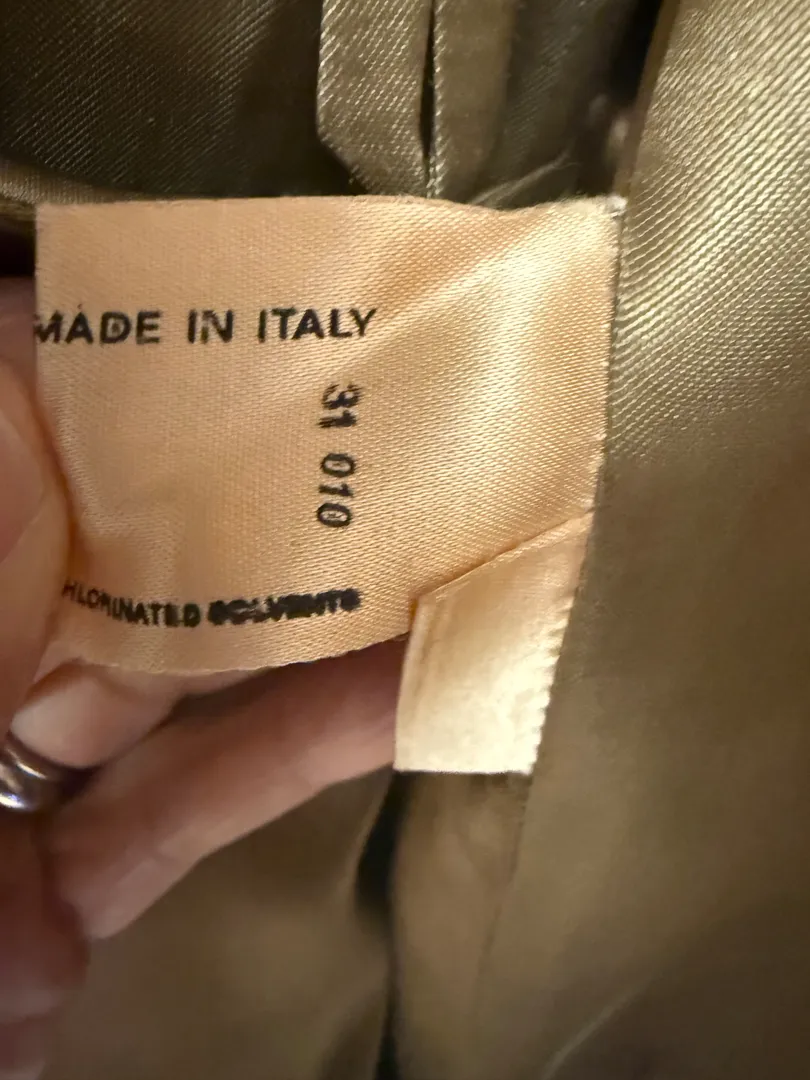 MADE IN ITALY
31 010
HLORINATED SOLVENTS